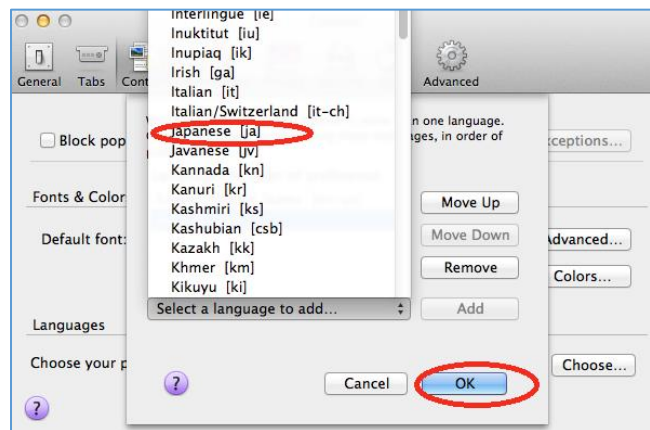 Interlingue [ie]
Inuktitut [iu]
Inupiaq [ik]
Irish [ga]
Italian [it]
Italian/Switzerland [it-ch]
Japanese [ja]
Javanese [jv]
Kannada [kn]
Kanuri [kr]
Kashmiri [ks]
Kashubian [csb]
Kazakh [kk]
Khmer [km]
Kikuyu [ki]
General Tabs Cont Advanced
n one language.
ages, in order of
Block pop
ceptions...
Fonts & Color
Move Up
Default font:
Move Down
Advanced...
Remove
Colors...
Select a language to add...
Add
Languages
Choose your p
Choose...
?
Cancel
OK
?